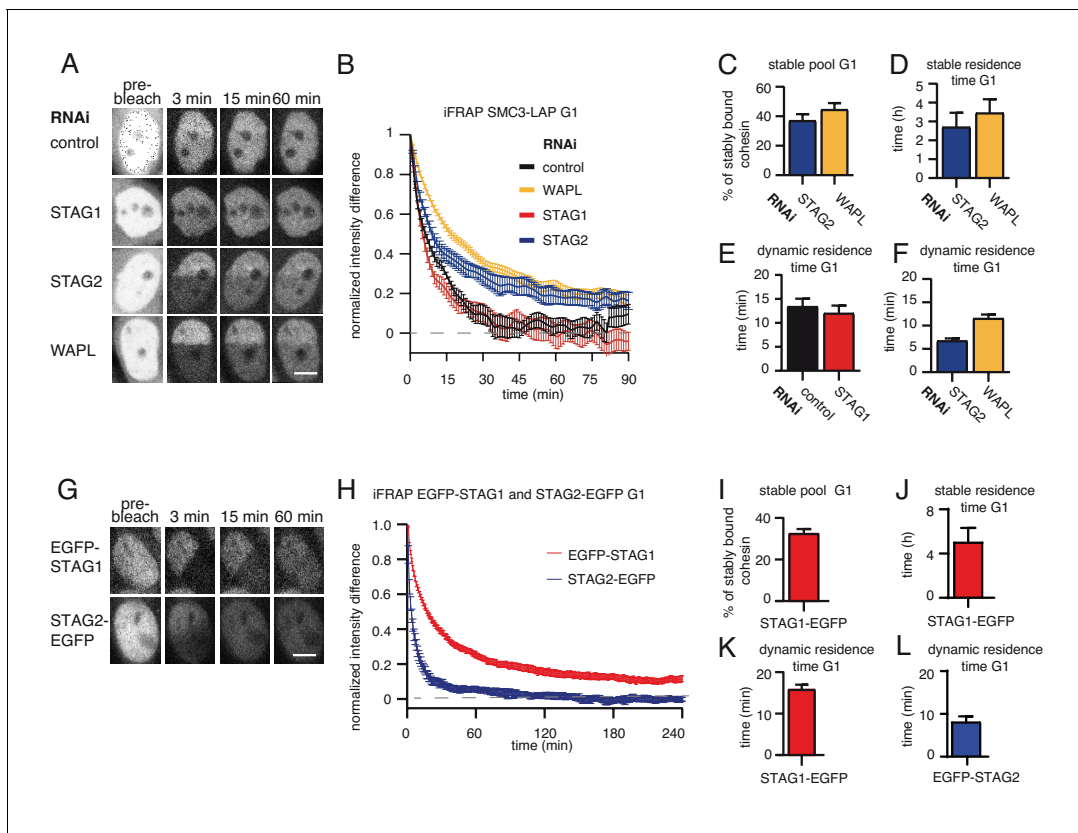 A
pre-
bleach 3 min 15 min 60 min
RNAi
control
STAG1
STAG2
WAPL
B
iFRAP SMC3-LAP G1
RNAi
control
WAPL
STAG1
STAG2
normalized intensity difference
1
0.8
0.6
0.4
0.2
0
0 15 30 45 60 75 90
time (min)
C
stable pool G1
% of stably bound
cohesin
60
40
20
0
RNAi
STAG2
WAPL
D
stable residence
time G1
time (h)
5
4
3
2
1
0
RNAi
STAG2
WAPL
E
dynamic residence
time G1
time (min)
20
15
10
5
0
RNAi
control
STAG1
F
dynamic residence
time G1
time (min)
20
15
10
5
0
RNAi
STAG2
WAPL
G
pre-
bleach 3 min 15 min 60 min
EGFP-
STAG1
STAG2-
EGFP
H
iFRAP EGFP-STAG1 and STAG2-EGFP G1
EGFP-STAG1
STAG2-EGFP
normalized intensity difference
1.0
0.8
0.6
0.4
0.2
0
0 60 120 180 240
time (min)
I
stable pool G1
% of stably bound
cohesin
40
20
0
STAG1-EGFP
J
stable residence
time G1
time (h)
8
4
0
STAG1-EGFP
K
dynamic residence
time G1
time (min)
20
10
0
STAG1-EGFP
L
dynamic residence
time G1
time (min)
20
10
0
EGFP-STAG2